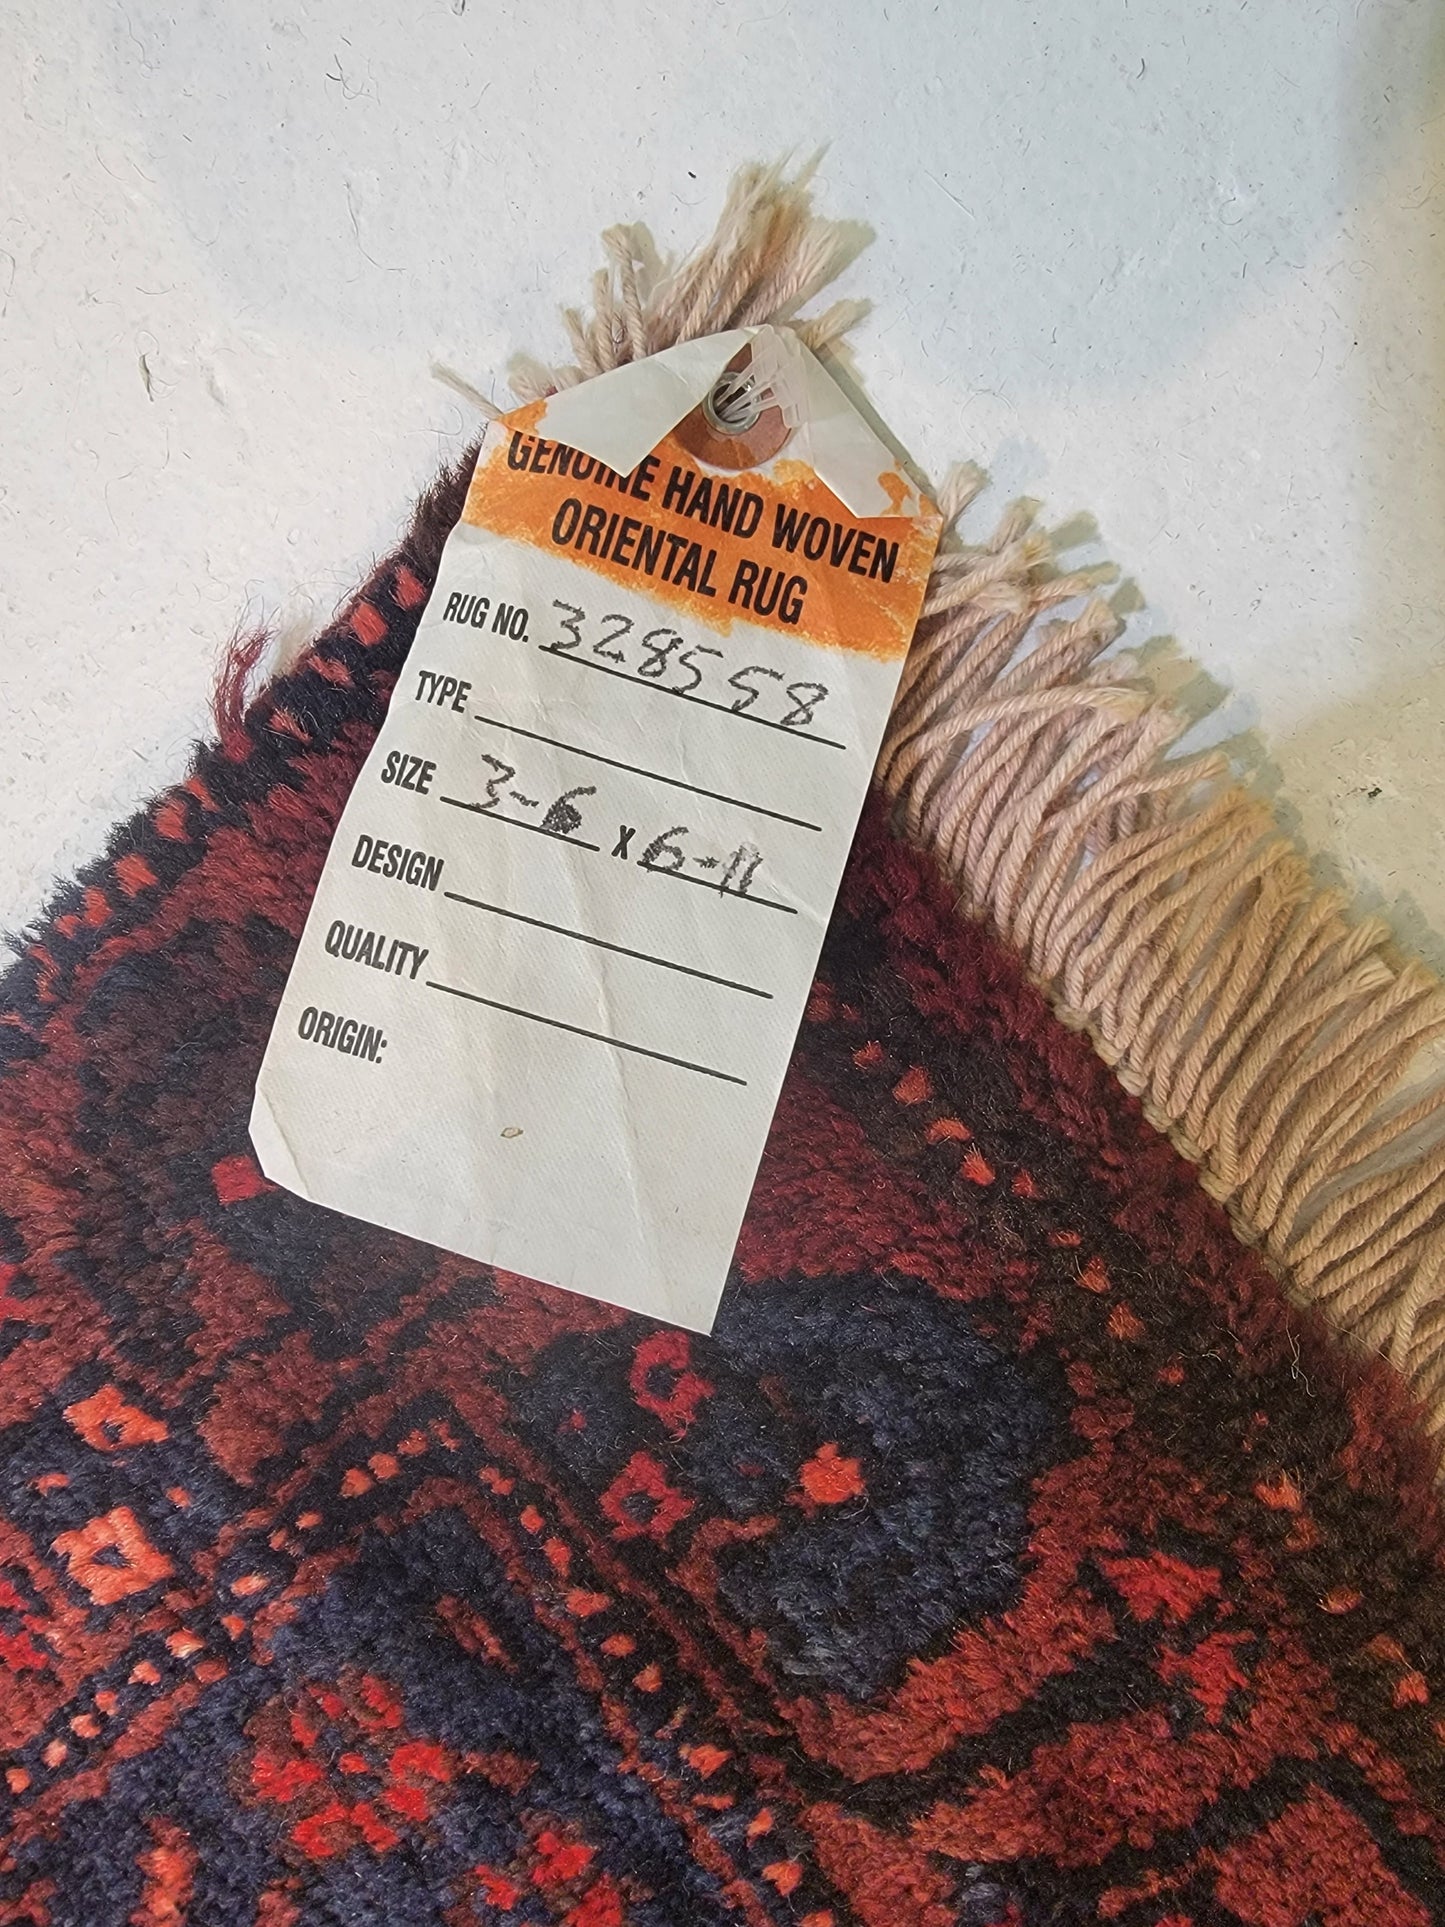 GENUINE HAND WOVEN
ORIENTAL RUG
RUG NO. 328558
TYPE
SIZE 3-6 x 6-11
DESIGN
QUALITY
ORIGIN: